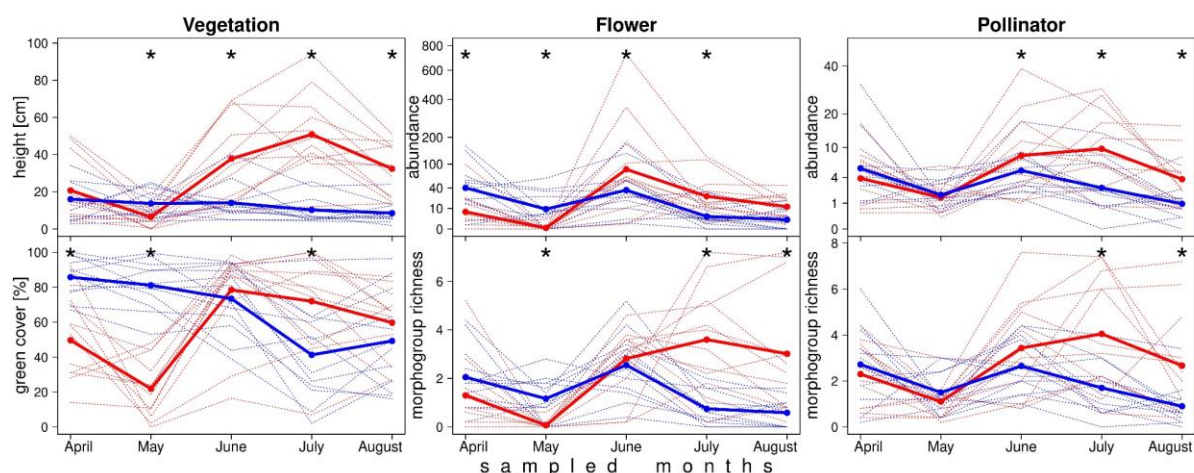 Vegetation Flower Pollinator
height [cm]
100
80
60
40
20
0
* * * *
abundance
800
600
400
200
100
40
10
0
* * * *
abundance
40
20
10
4
1
0
* * *
green cover [%]
100
80
60
40
20
0
* * *
morphogroup richness
6
4
2
0
* * *
morphogroup richness
8
6
4
2
0
* *
April May June July August
April May June July August
April May June July August
sampled months